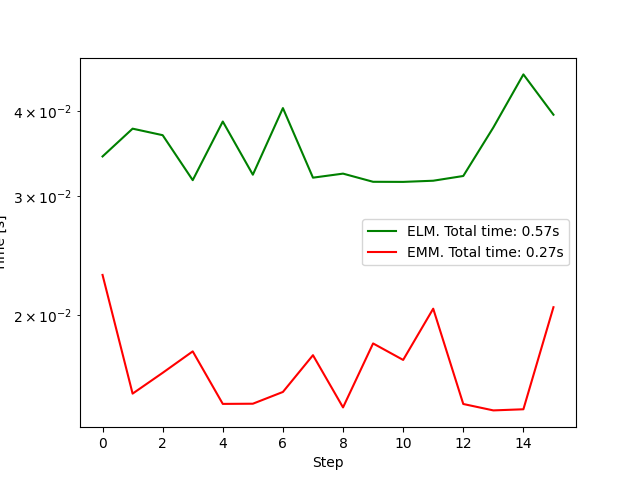 4 × 10⁻²
3 × 10⁻²
2 × 10⁻²
Time [s]
ELM. Total time: 0.57s
EMM. Total time: 0.27s
0 2 4 6 8 10 12 14
Step